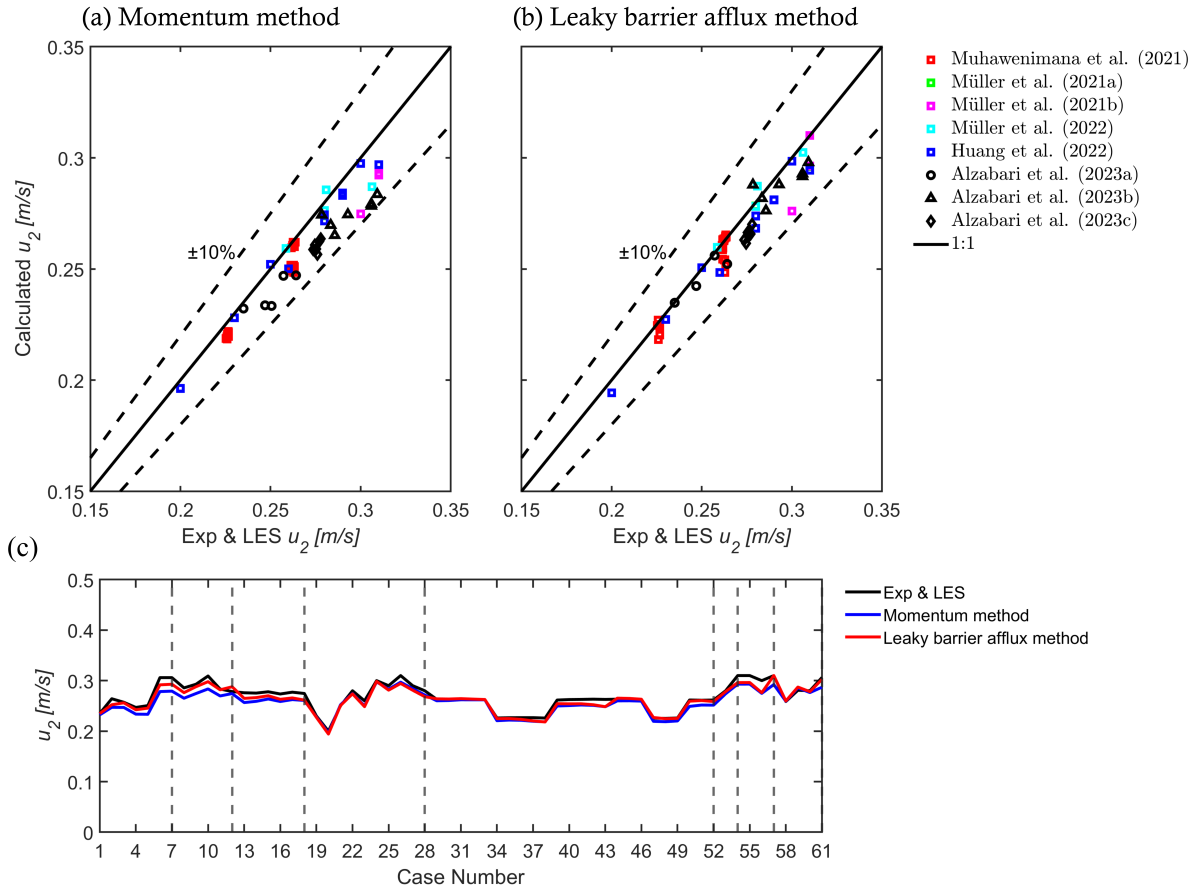 (a) Momentum method
(b) Leaky barrier afflux method
0.35
0.3
0.25
0.2
0.15
Calculated u2 [m/s]
±10%
0.15 0.2 0.25 0.3 0.35
Exp & LES u2 [m/s]
±10%
0.15 0.2 0.25 0.3 0.35
Exp & LES u2 [m/s]
Muhawenimana et al. (2021)
Müller et al. (2021a)
Müller et al. (2021b)
Müller et al. (2022)
Huang et al. (2022)
Alzabari et al. (2023a)
Alzabari et al. (2023b)
Alzabari et al. (2023c)
1:1
(c)
0.5
0.4
0.3
0.2
0.1
0
u2 [m/s]
1 4 7 10 13 16 19 22 25 28 31 34 37 40 43 46 49 52 55 58 61
Case Number
Exp & LES
Momentum method
Leaky barrier afflux method